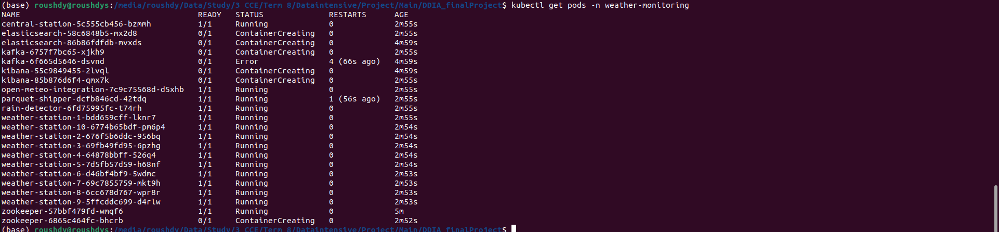 (base) roushdy@roushdys:/media/roushdy/Data/Study/3 CCE/Term 8/Dataintensive/Project/Main/DDIA_finalProject$ kubectl get pods -n weather-monitoring
NAME READY STATUS RESTARTS AGE
central-station-5c555cb456-bzmmh 1/1 Running 0 2m55s
elasticsearch-58c6848b5-mx2d8 0/1 ContainerCreating 0 2m55s
elasticsearch-86b86fdfdb-mvxds 0/1 ContainerCreating 0 4m59s
kafka-6757f7bc65-xjkh9 0/1 ContainerCreating 0 2m55s
kafka-6f665d5646-dsvnd 0/1 Error 4 (66s ago) 4m59s
kibana-55c9849455-2lvql 0/1 ContainerCreating 0 4m59s
kibana-85b876d6f4-qmx7k 0/1 ContainerCreating 0 2m55s
open-meteo-integration-7c9c75568d-d5xhb 1/1 Running 0 2m55s
parquet-shipper-dcfb846cd-42tdq 1/1 Running 1 (56s ago) 2m55s
rain-detector-6fd75995fc-t74rh 1/1 Running 0 2m55s
weather-station-1-bdd659cff-lknr7 1/1 Running 0 2m55s
weather-station-10-6774b65bdf-pm6p4 1/1 Running 0 2m54s
weather-station-2-676f5b6ddc-956bq 1/1 Running 0 2m54s
weather-station-3-69fb49fd95-6pzhg 1/1 Running 0 2m54s
weather-station-4-64878bbff-526q4 1/1 Running 0 2m54s
weather-station-5-7d5fb57d59-h68nf 1/1 Running 0 2m54s
weather-station-6-d46bf4bf9-5wdmc 1/1 Running 0 2m53s
weather-station-7-69c7855759-mkt9h 1/1 Running 0 2m53s
weather-station-8-6cc678d767-wpr8r 1/1 Running 0 2m53s
weather-station-9-5ffcddc699-d4rlw 1/1 Running 0 2m53s
zookeeper-57bbf479fd-wmqf6 1/1 Running 0 5m
zookeeper-6865c464fc-bhcrb 0/1 ContainerCreating 0 2m52s
(base) roushdy@roushdys:/media/roushdy/Data/Study/3 CCE/Term 8/Dataintensive/Project/Main/DDIA_finalProject$